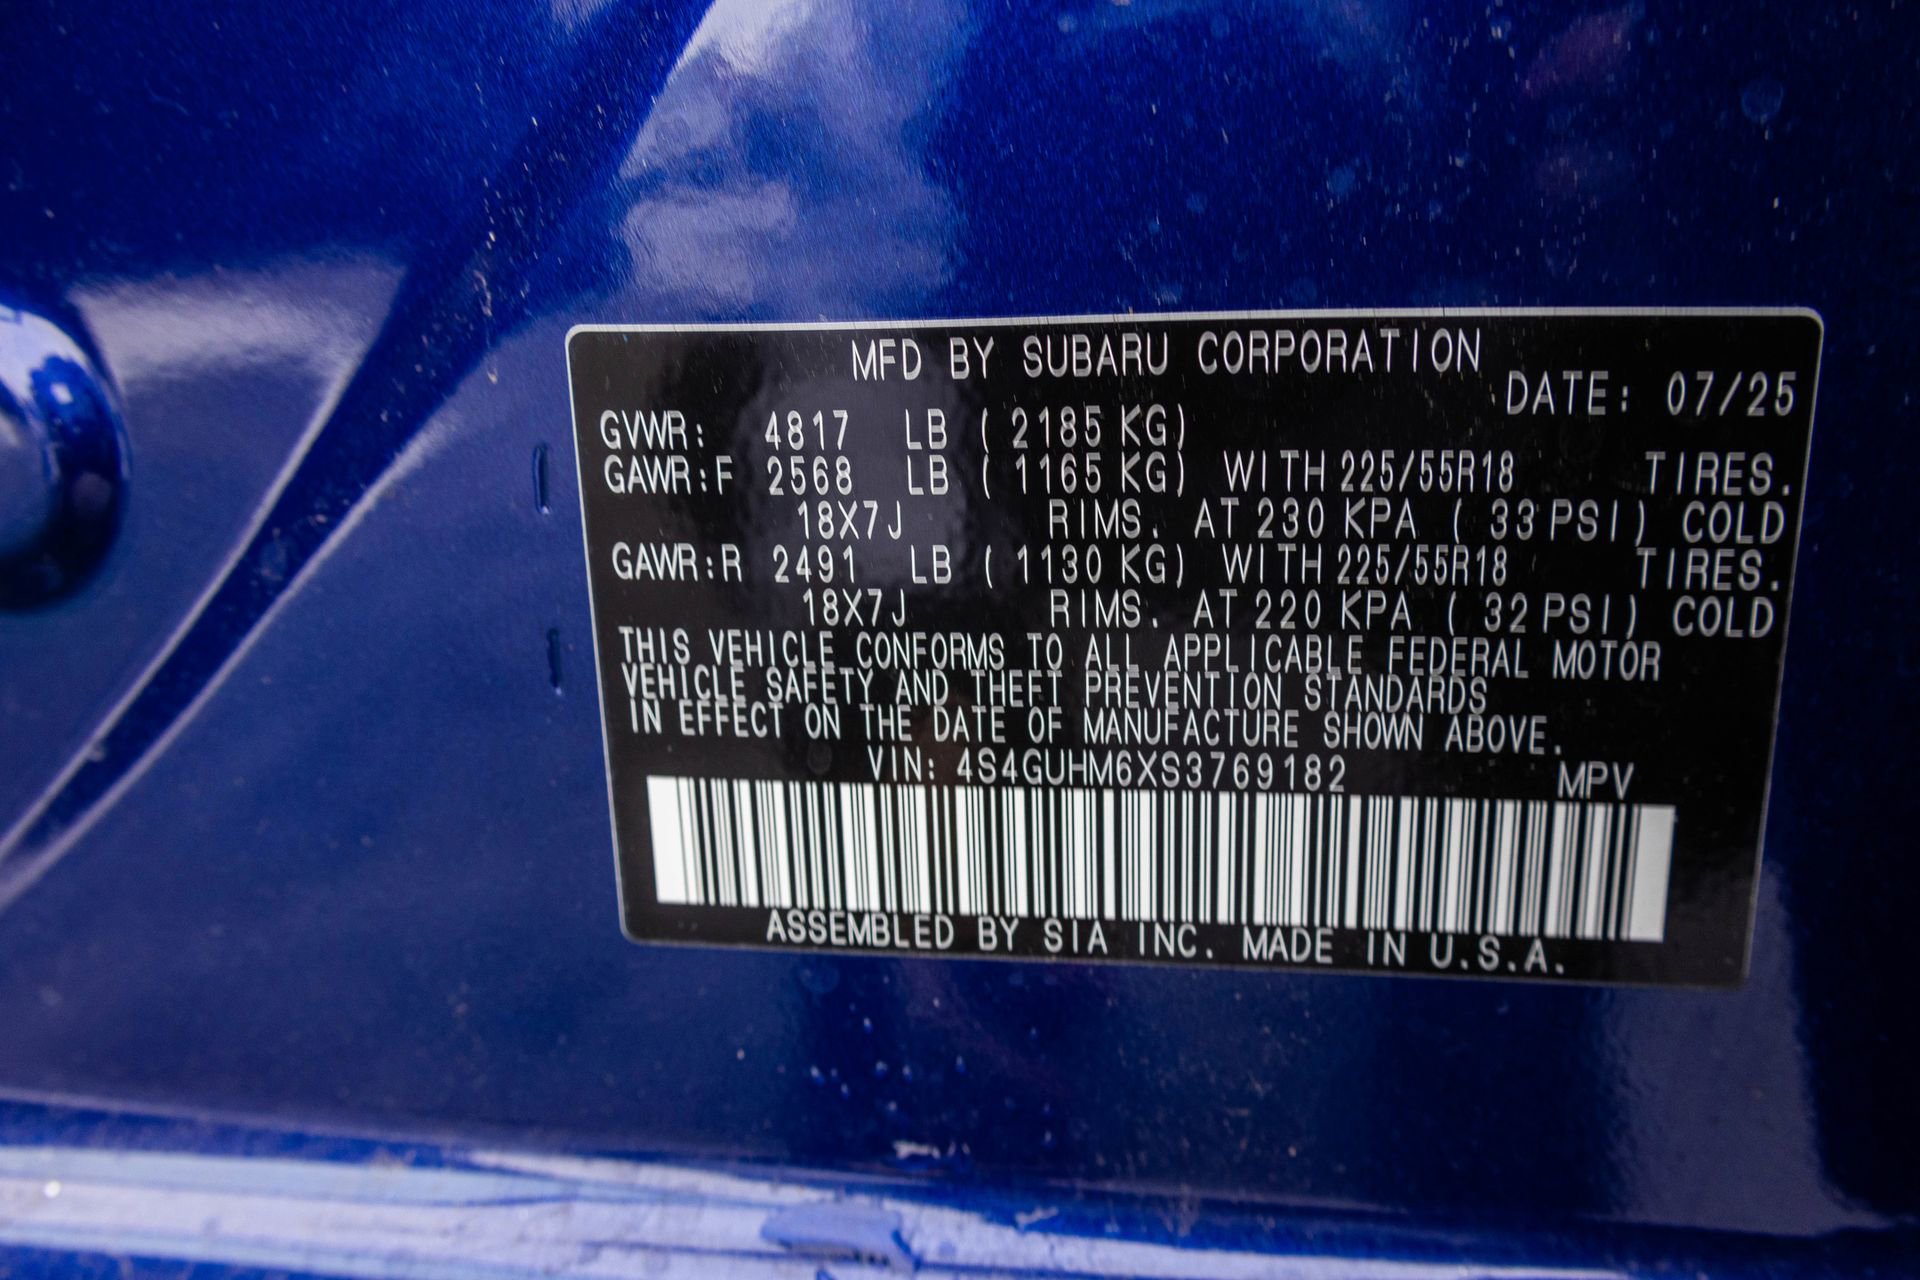 MFD BY SUBARU CORPORATION
DATE: 07/25
GVWR: 4817 LB ( 2185 KG)
GAWR:F 2568 LB ( 1165 KG) WITH 225/55R18 TIRES.
18X7J RIMS. AT 230 KPA ( 33 PSI) COLD
GAWR:R 2491 LB ( 1130 KG) WITH 225/55R18 TIRES.
18X7J RIMS. AT 220 KPA ( 32 PSI) COLD
THIS VEHICLE CONFORMS TO ALL APPLICABLE FEDERAL MOTOR
VEHICLE SAFETY AND THEFT PREVENTION STANDARDS
IN EFFECT ON THE DATE OF MANUFACTURE SHOWN ABOVE.
VIN: 4S4GUHM6XS3769182 MPV
ASSEMBLED BY SIA INC. MADE IN U.S.A.